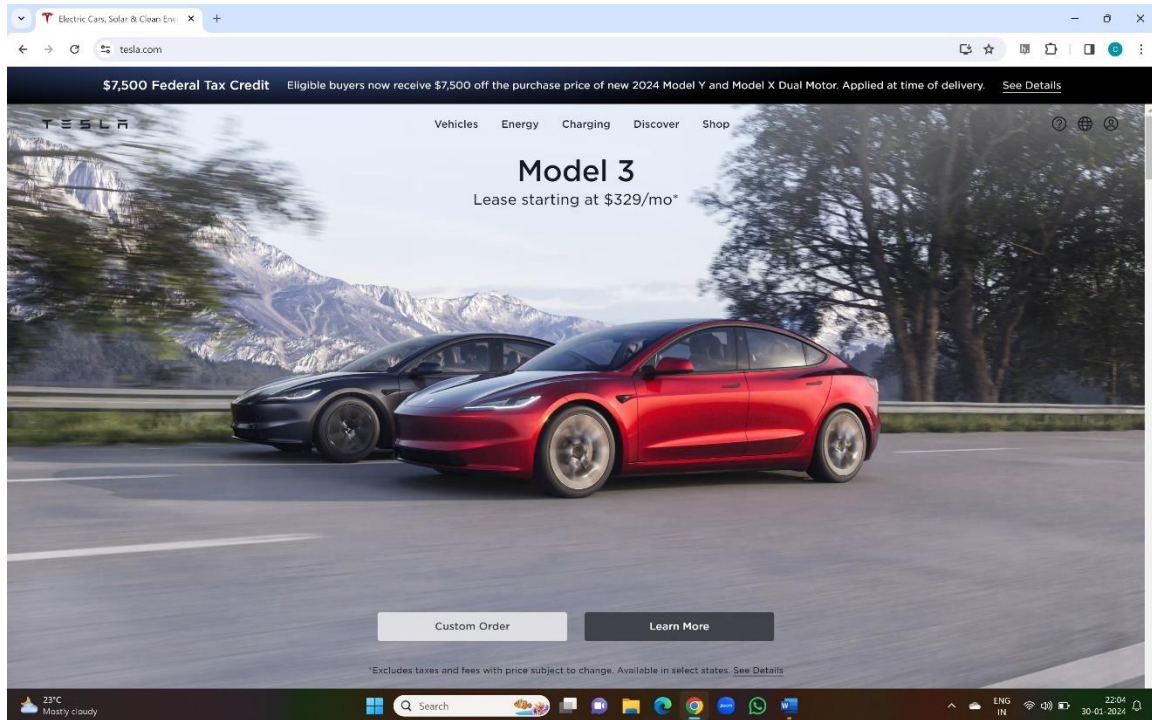 Electric Cars, Solar & Clean Ene
tesla.com
C
$7,500 Federal Tax Credit Eligible buyers now receive $7,500 off the purchase price of new 2024 Model Y and Model X Dual Motor. Applied at time of delivery. See Details
TESLA Vehicles Energy Charging Discover Shop
Model 3
Lease starting at $329/mo*
Custom Order Learn More
*Excludes taxes and fees with price subject to change. Available in select states. See Details
23°C
Mostly cloudy
Search
ENG
IN
22:04
30-01-2024